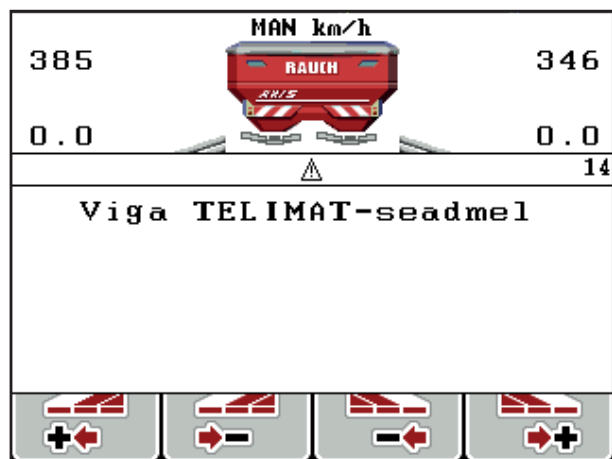 MAN km/h
385 346
RAUCH
AXIS
0.0 0.0
14
Viga TELIMAT-seadmel